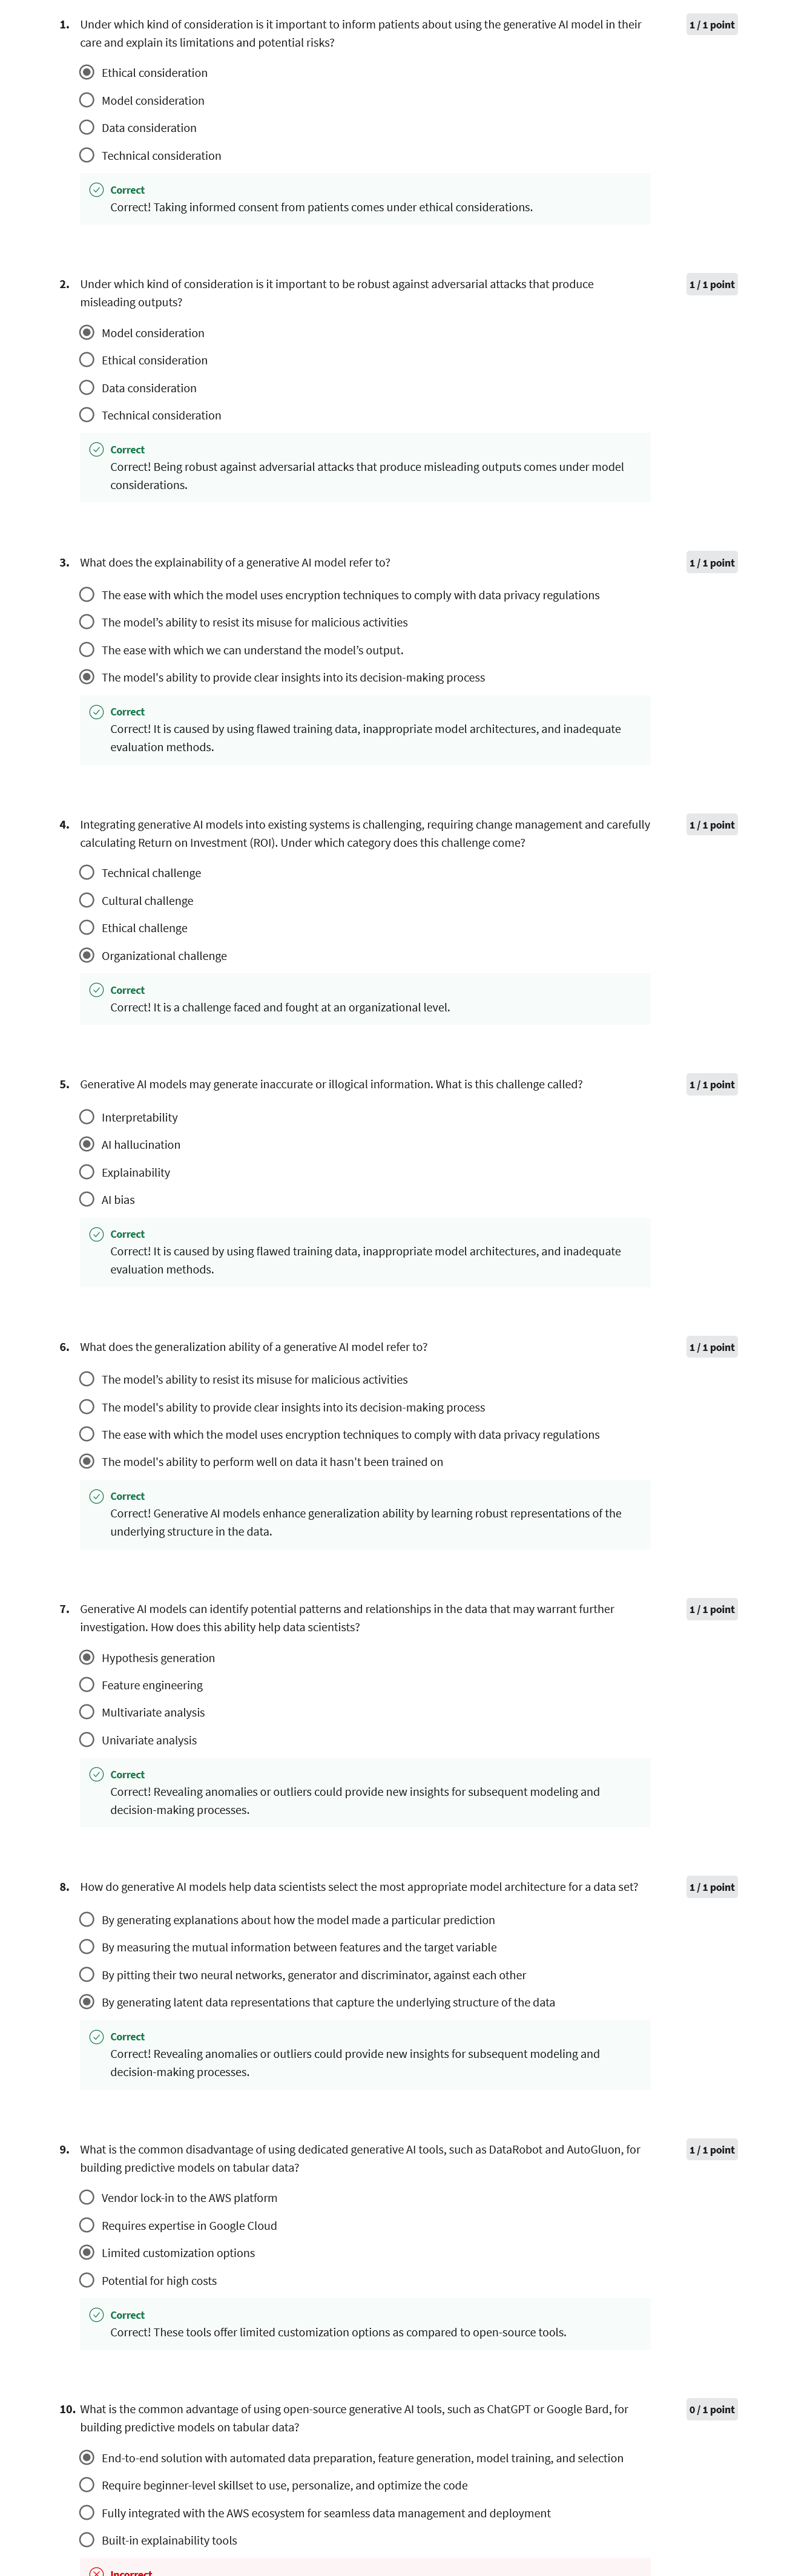 1. Under which kind of consideration is it important to inform patients about using the generative AI model in their
care and explain its limitations and potential risks?
1 / 1 point
Ethical consideration
Model consideration
Data consideration
Technical consideration
Correct
Correct! Taking informed consent from patients comes under ethical considerations.
2. Under which kind of consideration is it important to be robust against adversarial attacks that produce
misleading outputs?
1 / 1 point
Model consideration
Ethical consideration
Data consideration
Technical consideration
Correct
Correct! Being robust against adversarial attacks that produce misleading outputs comes under model
considerations.
3. What does the explainability of a generative AI model refer to?
1 / 1 point
The ease with which the model uses encryption techniques to comply with data privacy regulations
The model’s ability to resist its misuse for malicious activities
The ease with which we can understand the model’s output.
The model's ability to provide clear insights into its decision-making process
Correct
Correct! It is caused by using flawed training data, inappropriate model architectures, and inadequate
evaluation methods.
4. Integrating generative AI models into existing systems is challenging, requiring change management and carefully
calculating Return on Investment (ROI). Under which category does this challenge come?
1 / 1 point
Technical challenge
Cultural challenge
Ethical challenge
Organizational challenge
Correct
Correct! It is a challenge faced and fought at an organizational level.
5. Generative AI models may generate inaccurate or illogical information. What is this challenge called?
1 / 1 point
Interpretability
AI hallucination
Explainability
AI bias
Correct
Correct! It is caused by using flawed training data, inappropriate model architectures, and inadequate
evaluation methods.
6. What does the generalization ability of a generative AI model refer to?
1 / 1 point
The model’s ability to resist its misuse for malicious activities
The model's ability to provide clear insights into its decision-making process
The ease with which the model uses encryption techniques to comply with data privacy regulations
The model's ability to perform well on data it hasn't been trained on
Correct
Correct! Generative AI models enhance generalization ability by learning robust representations of the
underlying structure in the data.
7. Generative AI models can identify potential patterns and relationships in the data that may warrant further
investigation. How does this ability help data scientists?
1 / 1 point
Hypothesis generation
Feature engineering
Multivariate analysis
Univariate analysis
Correct
Correct! Revealing anomalies or outliers could provide new insights for subsequent modeling and
decision-making processes.
8. How do generative AI models help data scientists select the most appropriate model architecture for a data set?
1 / 1 point
By generating explanations about how the model made a particular prediction
By measuring the mutual information between features and the target variable
By pitting their two neural networks, generator and discriminator, against each other
By generating latent data representations that capture the underlying structure of the data
Correct
Correct! Revealing anomalies or outliers could provide new insights for subsequent modeling and
decision-making processes.
9. What is the common disadvantage of using dedicated generative AI tools, such as DataRobot and AutoGluon, for
building predictive models on tabular data?
1 / 1 point
Vendor lock-in to the AWS platform
Requires expertise in Google Cloud
Limited customization options
Potential for high costs
Correct
Correct! These tools offer limited customization options as compared to open-source tools.
10. What is the common advantage of using open-source generative AI tools, such as ChatGPT or Google Bard, for
building predictive models on tabular data?
0 / 1 point
End-to-end solution with automated data preparation, feature generation, model training, and selection
Require beginner-level skillset to use, personalize, and optimize the code
Fully integrated with the AWS ecosystem for seamless data management and deployment
Built-in explainability tools
Incorrect